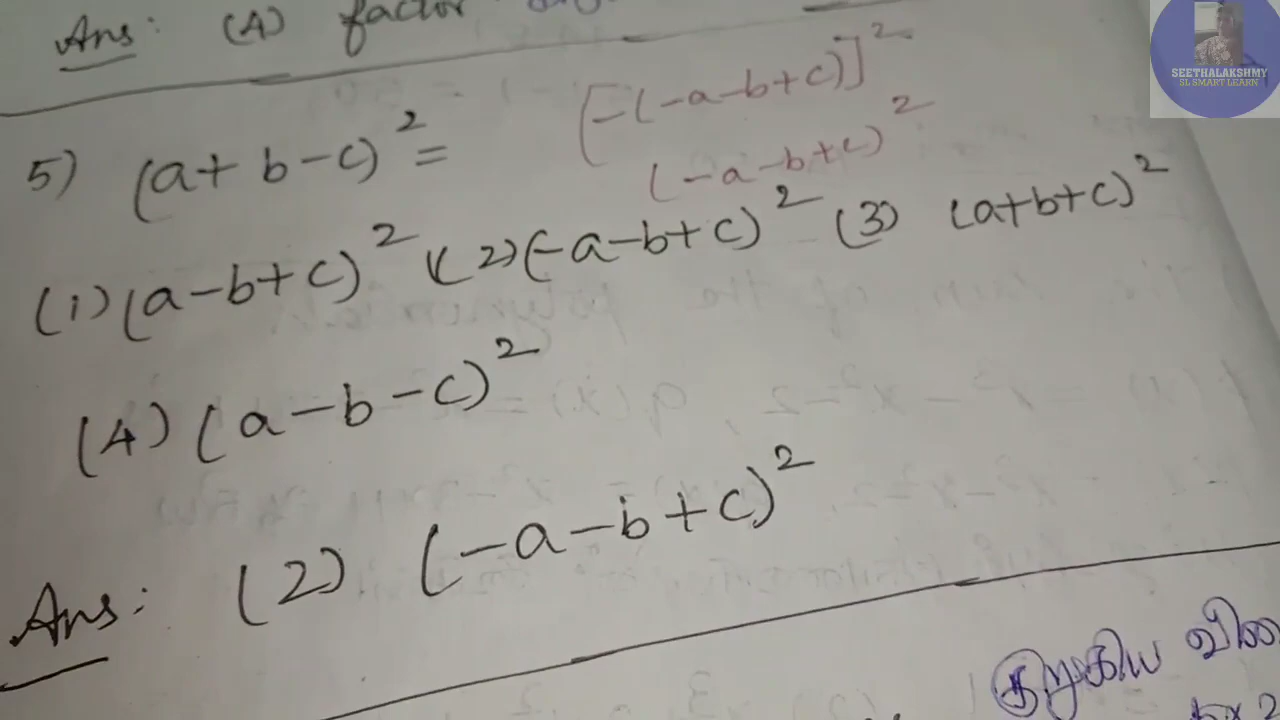 Ans: (A) factor
SEETHALAKSHMY
SL SMART LEARN
[-(-a-b+c)]²
5) (a+b-c)²=
(-a-b+c)²
(1)(a-b+c)² (2)(-a-b+c)² (3) (a+b+c)²
(4) (a-b-c)²
Ans: (2) (-a-b+c)²
குறுகிய வினா